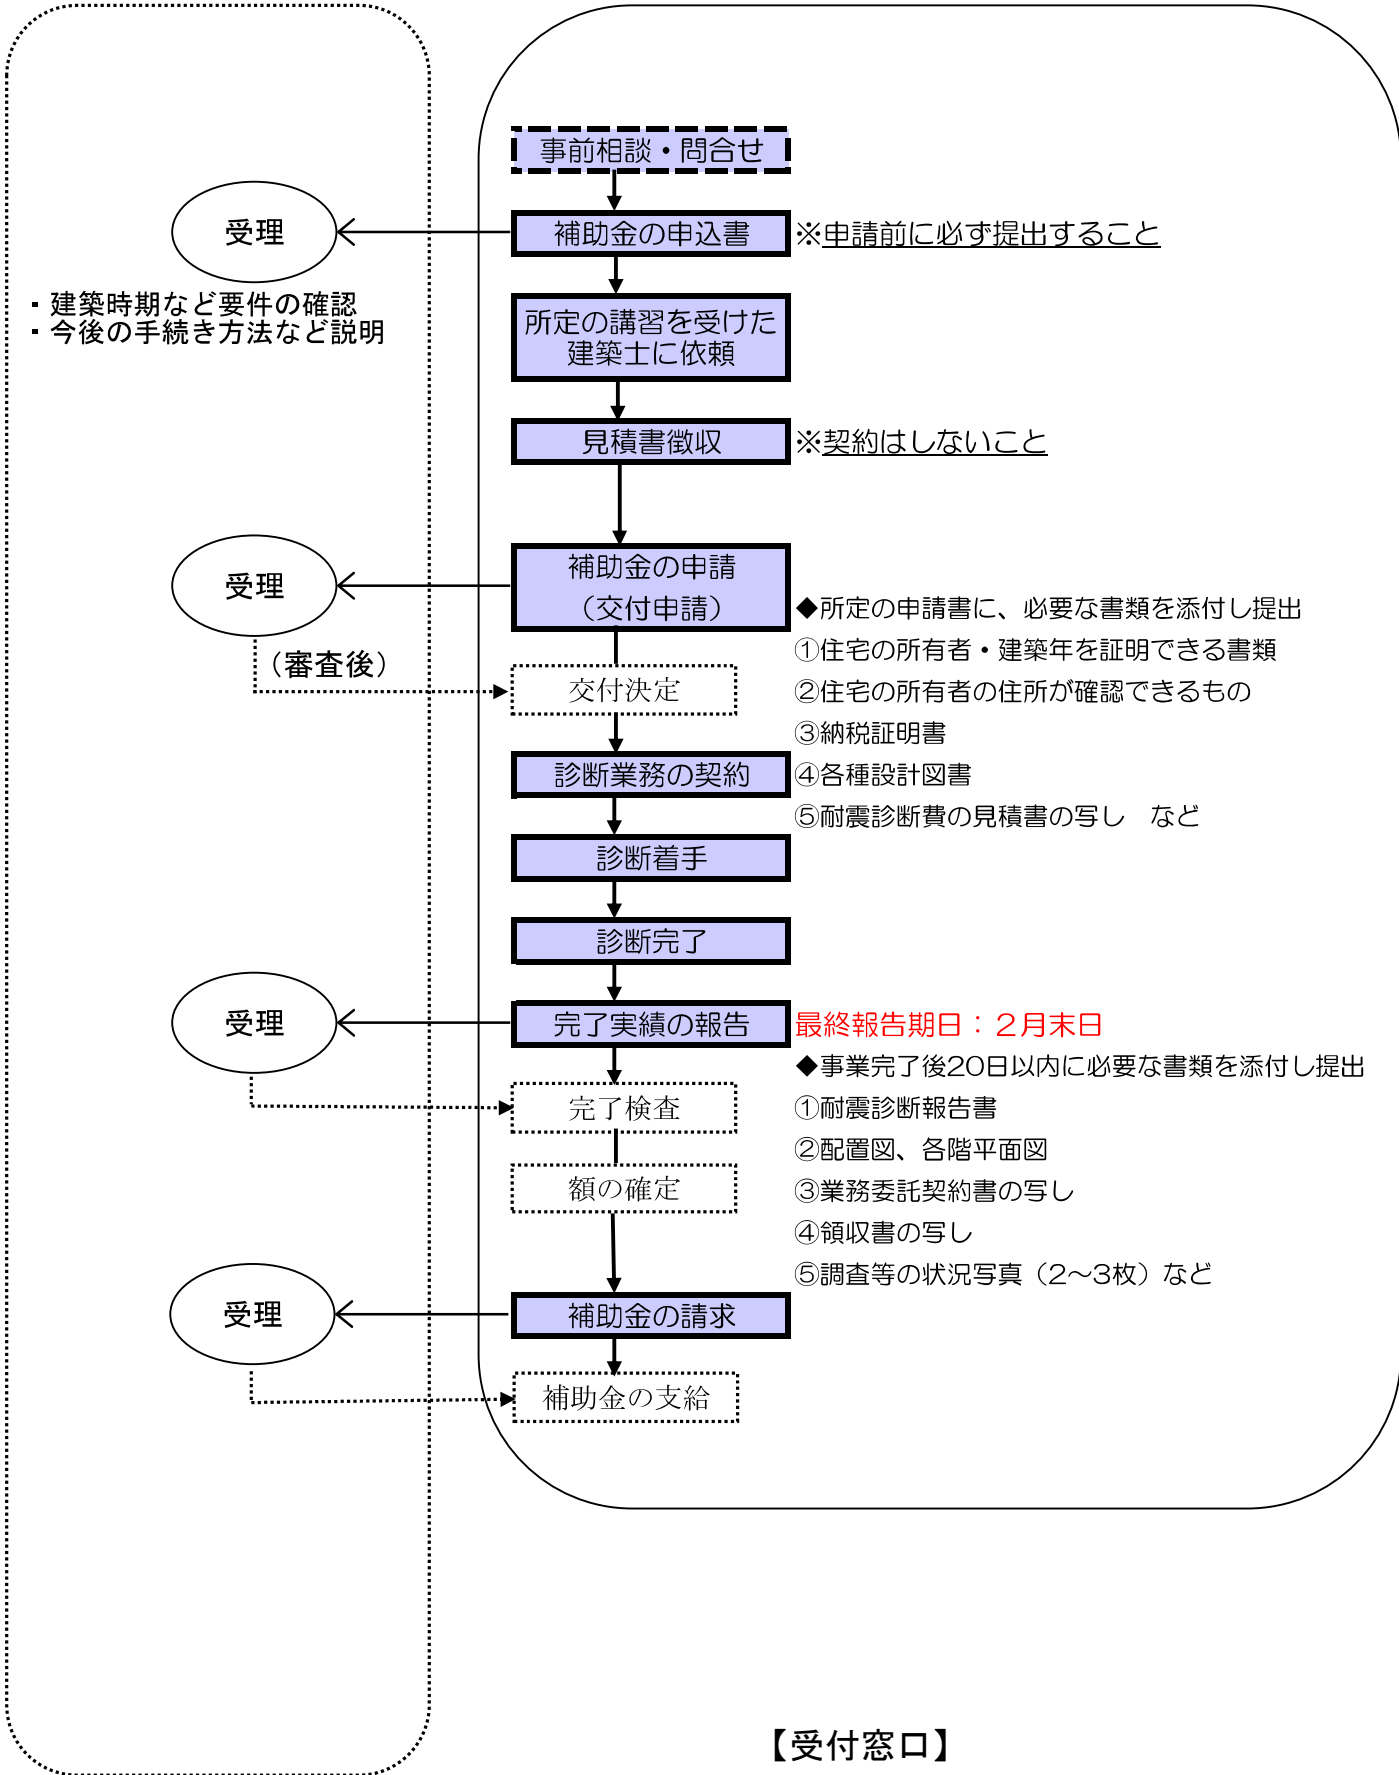 事前相談・問合せ
受理
補助金の申込書
※申請前に必ず提出すること
・建築時期など要件の確認
・今後の手続き方法など説明
所定の講習を受けた
建築士に依頼
見積書徴収
※契約はしないこと
受理
補助金の申請
（交付申請）
◆所定の申請書に、必要な書類を添付し提出
①住宅の所有者・建築年を証明できる書類
（審査後）
交付決定
②住宅の所有者の住所が確認できるもの
③納税証明書
診断業務の契約
④各種設計図書
⑤耐震診断費の見積書の写し　など
診断着手
診断完了
受理
完了実績の報告
最終報告期日：２月末日
◆事業完了後20日以内に必要な書類を添付し提出
完了検査
①耐震診断報告書
②配置図、各階平面図
額の確定
③業務委託契約書の写し
④領収書の写し
⑤調査等の状況写真（2～3枚）など
受理
補助金の請求
補助金の支給
【受付窓口】